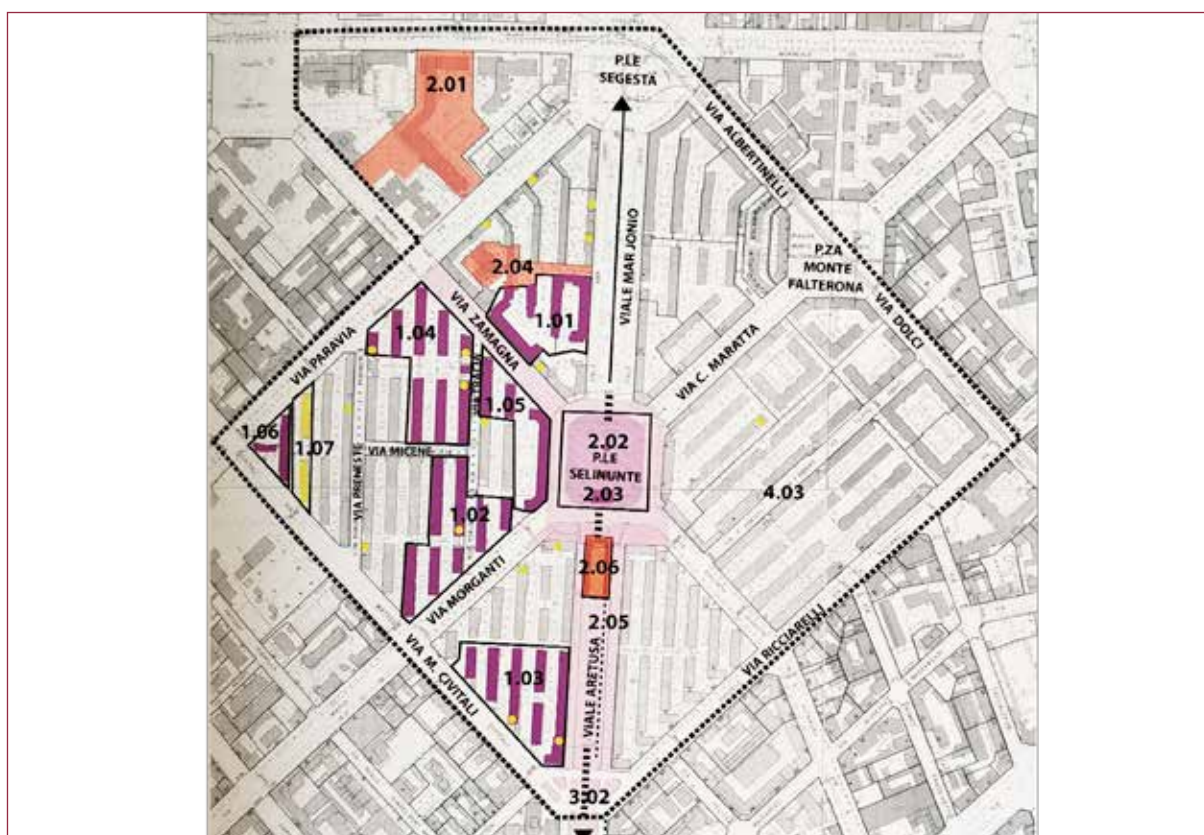 2.01
P.LE
SEGESTA
VIA ALBERTINELLI
2.04
VIALE MAR JONIO
P.ZA
MONTE
FALTERONA
VIA ZAMAGNA
1.01
VIA DOLCI
1.04
VIA PARAVIA
VIA C. MARATTA
1.05
1.06
1.07
VIA MICENE
2.02
P.LE
SELINUNTE
2.03
VIA PRENESTE
4.03
1.02
2.06
VIA MORGANTI
2.05
VIA RICCIARELLI
VIA M. CIVITALI
1.03
VIALE ARETUSA
3.02